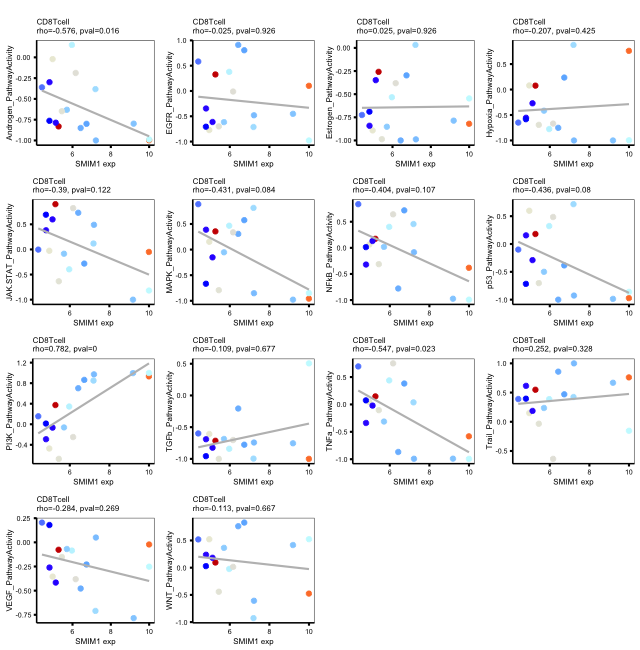 CD8Tcell
rho=-0.576, pval=0.016
Androgen_PathwayActivity
0.00
-0.25
-0.50
-0.75
-1.00
6
8
10
SMIM1 exp
CD8Tcell
rho=-0.025, pval=0.926
EGFR_PathwayActivity
1.0
0.5
0.0
-0.5
-1.0
6
8
10
SMIM1 exp
CD8Tcell
rho=0.025, pval=0.926
Estrogen_PathwayActivity
0.00
-0.25
-0.50
-0.75
-1.00
6
8
10
SMIM1 exp
CD8Tcell
rho=-0.207, pval=0.425
Hypoxia_PathwayActivity
1.0
0.5
0.0
-0.5
-1.0
6
8
10
SMIM1 exp
CD8Tcell
rho=-0.39, pval=0.122
JAK.STAT_PathwayActivity
0.5
0.0
-0.5
-1.0
6
8
10
SMIM1 exp
CD8Tcell
rho=-0.431, pval=0.084
MAPK_PathwayActivity
0.5
0.0
-0.5
-1.0
6
8
10
SMIM1 exp
CD8Tcell
rho=-0.404, pval=0.107
NFkB_PathwayActivity
0.5
0.0
-0.5
-1.0
6
8
10
SMIM1 exp
CD8Tcell
rho=-0.436, pval=0.08
p53_PathwayActivity
0.5
0.0
-0.5
-1.0
6
8
10
SMIM1 exp
CD8Tcell
rho=0.782, pval=0
PI3K_PathwayActivity
1.2
0.8
0.4
0.0
-0.4
6
8
10
SMIM1 exp
CD8Tcell
rho=-0.109, pval=0.677
TGFb_PathwayActivity
0.5
0.0
-0.5
-1.0
6
8
10
SMIM1 exp
CD8Tcell
rho=-0.547, pval=0.023
TNFa_PathwayActivity
0.5
0.0
-0.5
-1.0
6
8
10
SMIM1 exp
CD8Tcell
rho=0.252, pval=0.328
Trail_PathwayActivity
1.0
0.5
0.0
-0.5
6
8
10
SMIM1 exp
CD8Tcell
rho=-0.284, pval=0.269
VEGF_PathwayActivity
0.25
0.00
-0.25
-0.50
-0.75
6
8
10
SMIM1 exp
CD8Tcell
rho=-0.113, pval=0.667
WNT_PathwayActivity
0.5
0.0
-0.5
-1.0
6
8
10
SMIM1 exp